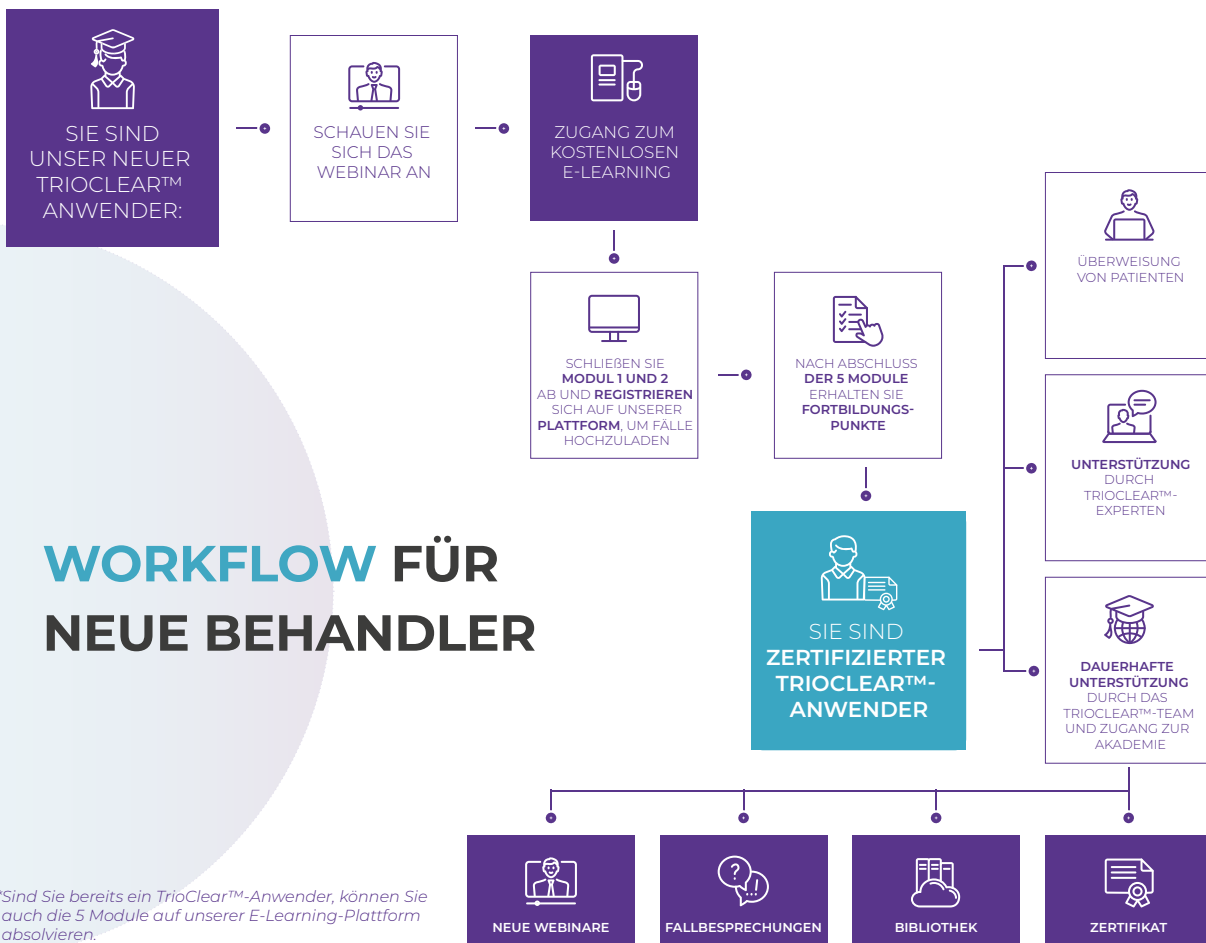 SIE SIND
UNSER NEUER
TRIOCLEAR™
ANWENDER:
SCHAUEN SIE
SICH DAS
WEBINAR AN
ZUGANG ZUM
KOSTENLOSEN
E-LEARNING
SCHLIEßEN SIE
MODUL 1 UND 2
AB UND REGISTRIEREN
SICH AUF UNSERER
PLATTFORM, UM FÄLLE
HOCHZULADEN
NACH ABSCHLUSS
DER 5 MODULE
ERHALTEN SIE
FORTBILDUNGS-
PUNKTE
SIE SIND
ZERTIFIZIERTER
TRIOCLEAR™-
ANWENDER
ÜBERWEISUNG
VON PATIENTEN
UNTERSTÜTZUNG
DURCH
TRIOCLEAR™-
EXPERTEN
DAUERHAFTE
UNTERSTÜTZUNG
DURCH DAS
TRIOCLEAR™-TEAM
UND ZUGANG ZUR
AKADEMIE
WORKFLOW FÜR
NEUE BEHANDLER
NEUE WEBINARE
FALLBESPRECHUNGEN
BIBLIOTHEK
ZERTIFIKAT
*Sind Sie bereits ein TrioClear™-Anwender, können Sie
auch die 5 Module auf unserer E-Learning-Plattform
absolvieren.